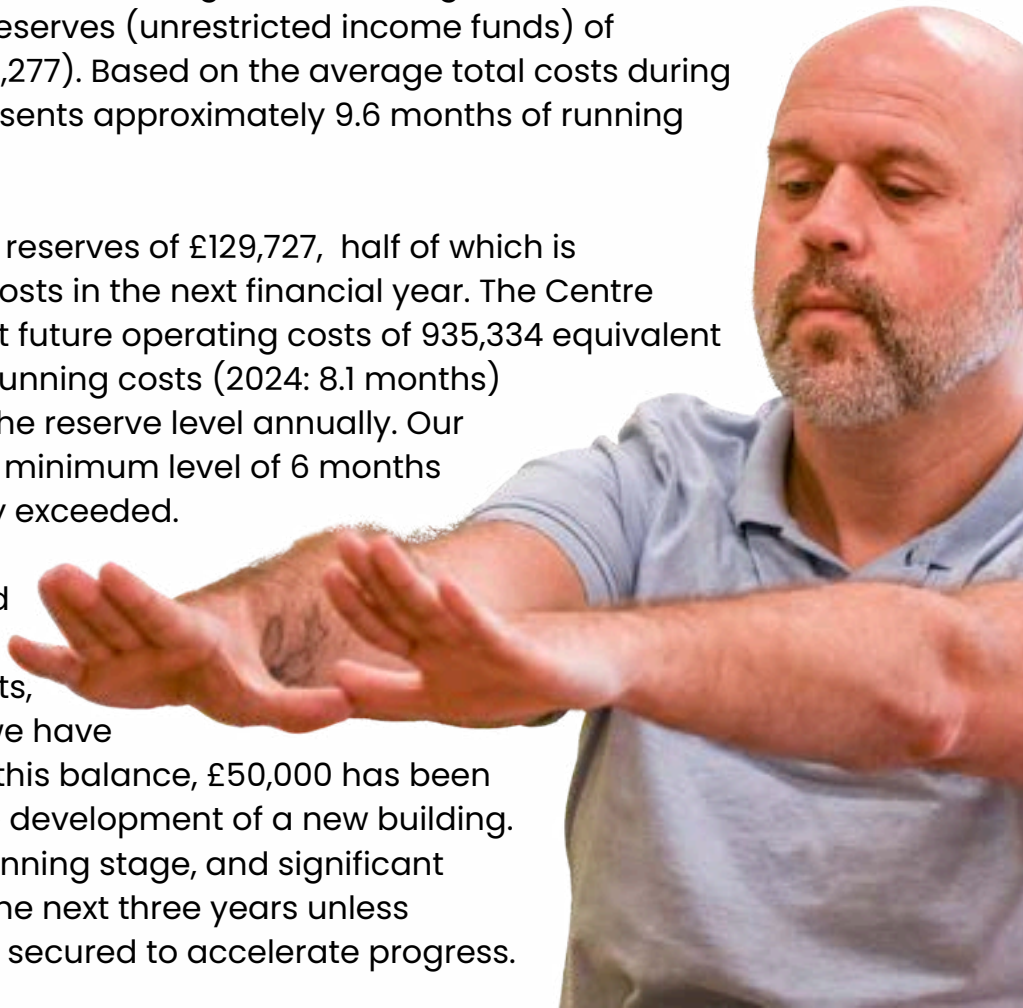 eserves (unrestricted income funds) of
,277). Based on the average total costs during
sents approximately 9.6 months of running
reserves of £129,727, half of which is
osts in the next financial year. The Centre
t future operating costs of 935,334 equivalent
unning costs (2024: 8.1 months)
he reserve level annually. Our
minimum level of 6 months
y exceeded.
d
ts,
ve have
this balance, £50,000 has been
development of a new building.
nning stage, and significant
he next three years unless
secured to accelerate progress.